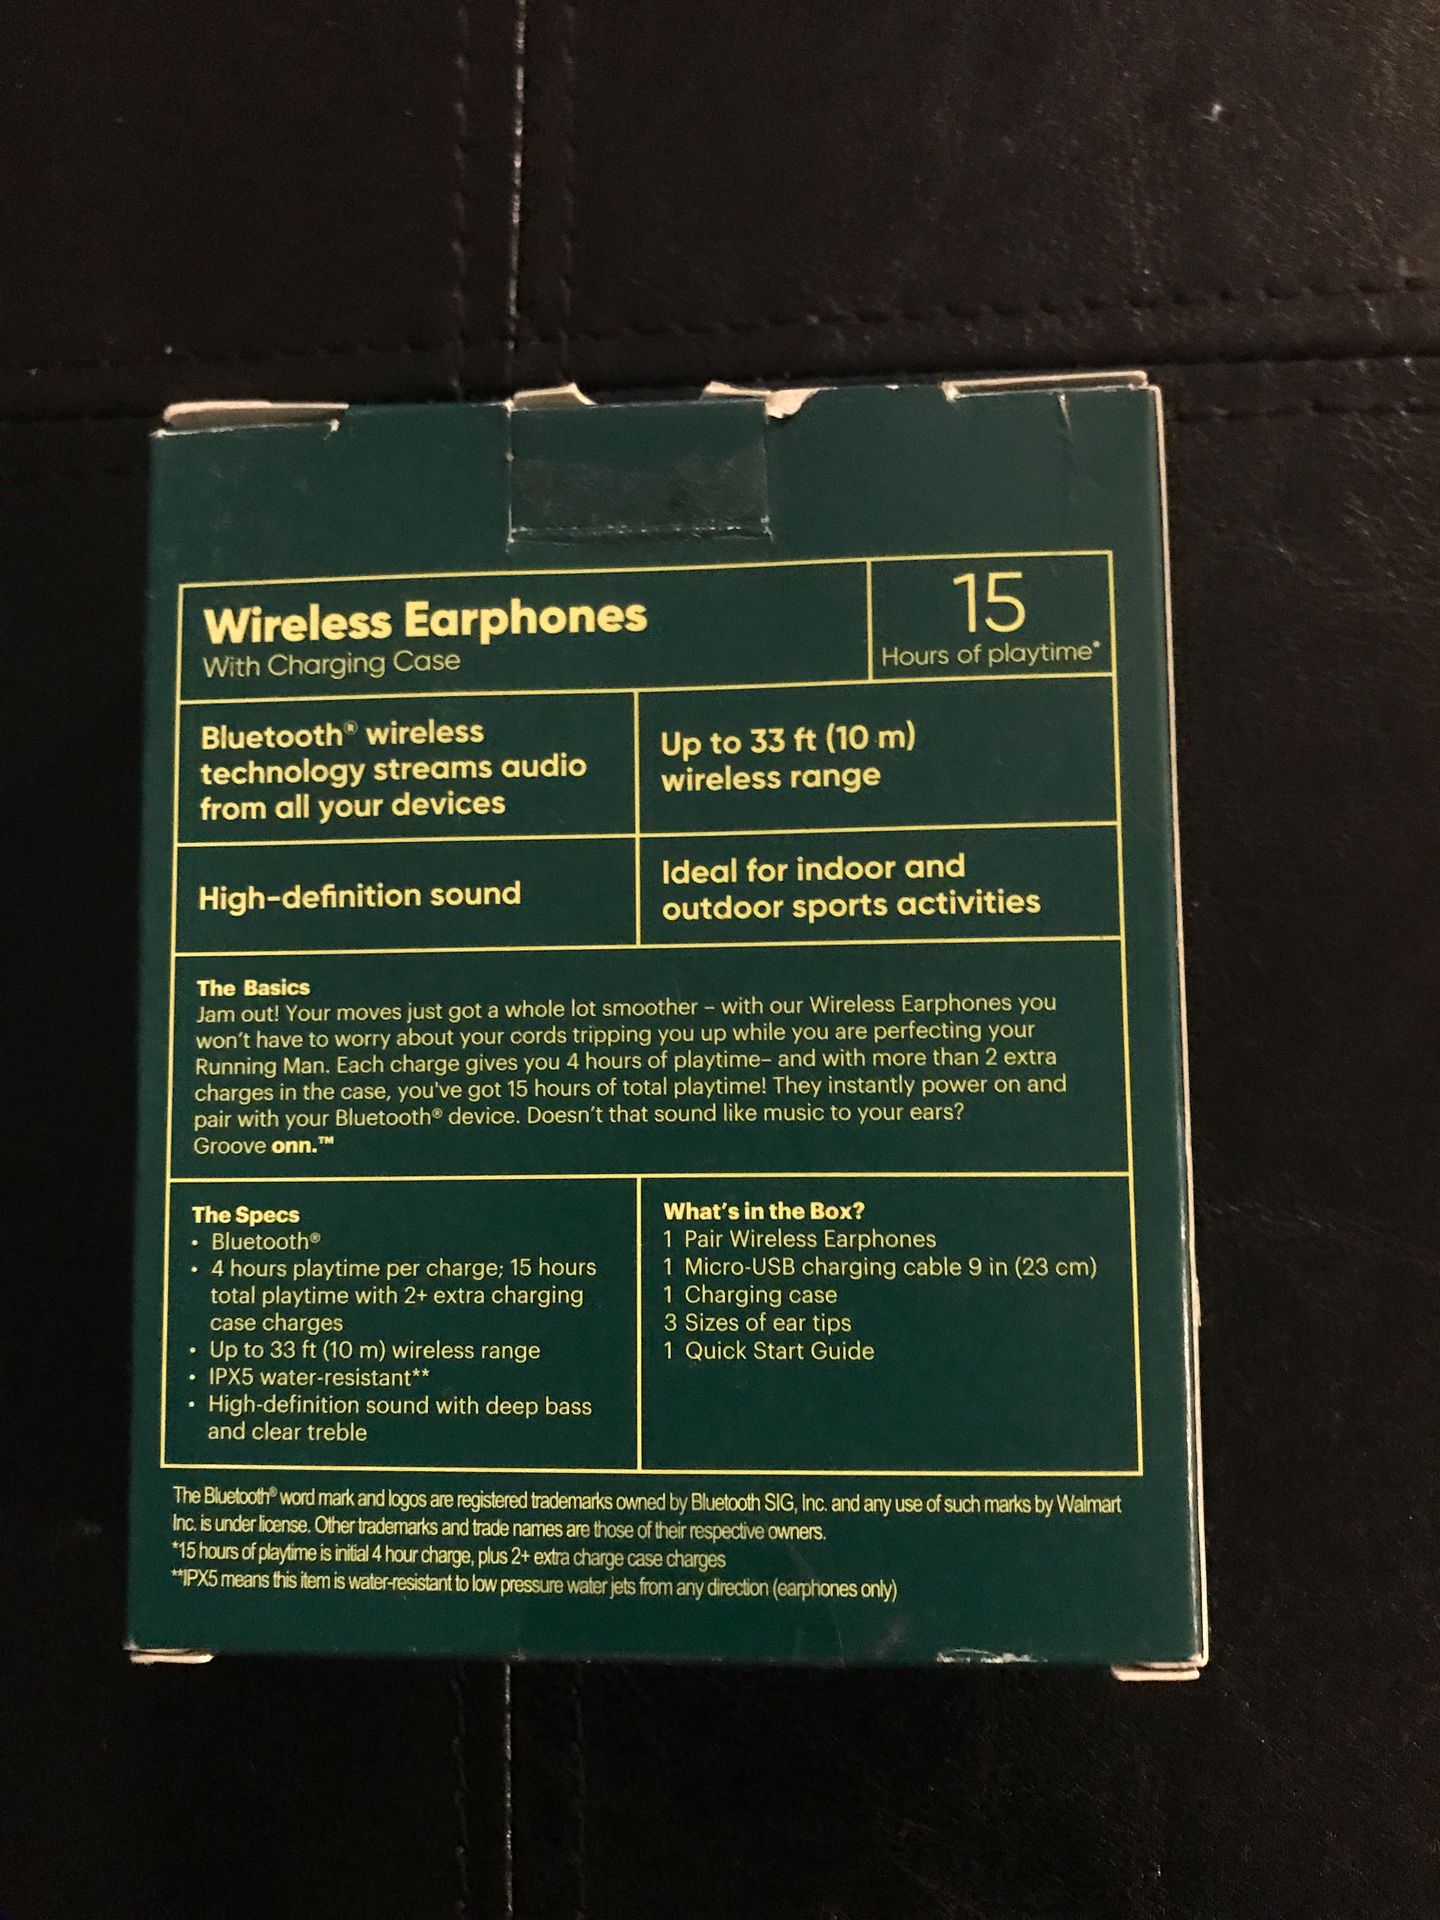 Wireless Earphones
With Charging Case
15
Hours of playtime*
Bluetooth® wireless
technology streams audio
from all your devices
Up to 33 ft (10 m)
wireless range
High-definition sound
Ideal for indoor and
outdoor sports activities
The Basics
Jam out! Your moves just got a whole lot smoother – with our Wireless Earphones you
won't have to worry about your cords tripping you up while you are perfecting your
Running Man. Each charge gives you 4 hours of playtime– and with more than 2 extra
charges in the case, you've got 15 hours of total playtime! They instantly power on and
pair with your Bluetooth® device. Doesn't that sound like music to your ears?
Groove onn.™
The Specs
• Bluetooth®
• 4 hours playtime per charge; 15 hours
total playtime with 2+ extra charging
case charges
• Up to 33 ft (10 m) wireless range
• IPX5 water-resistant**
• High-definition sound with deep bass
and clear treble
What's in the Box?
1 Pair Wireless Earphones
1 Micro-USB charging cable 9 in (23 cm)
1 Charging case
3 Sizes of ear tips
1 Quick Start Guide
The Bluetooth® word mark and logos are registered trademarks owned by Bluetooth SIG, Inc. and any use of such marks by Walmart
Inc. is under license. Other trademarks and trade names are those of their respective owners.
*15 hours of playtime is initial 4 hour charge, plus 2+ extra charge case charges
**IPX5 means this item is water-resistant to low pressure water jets from any direction (earphones only)